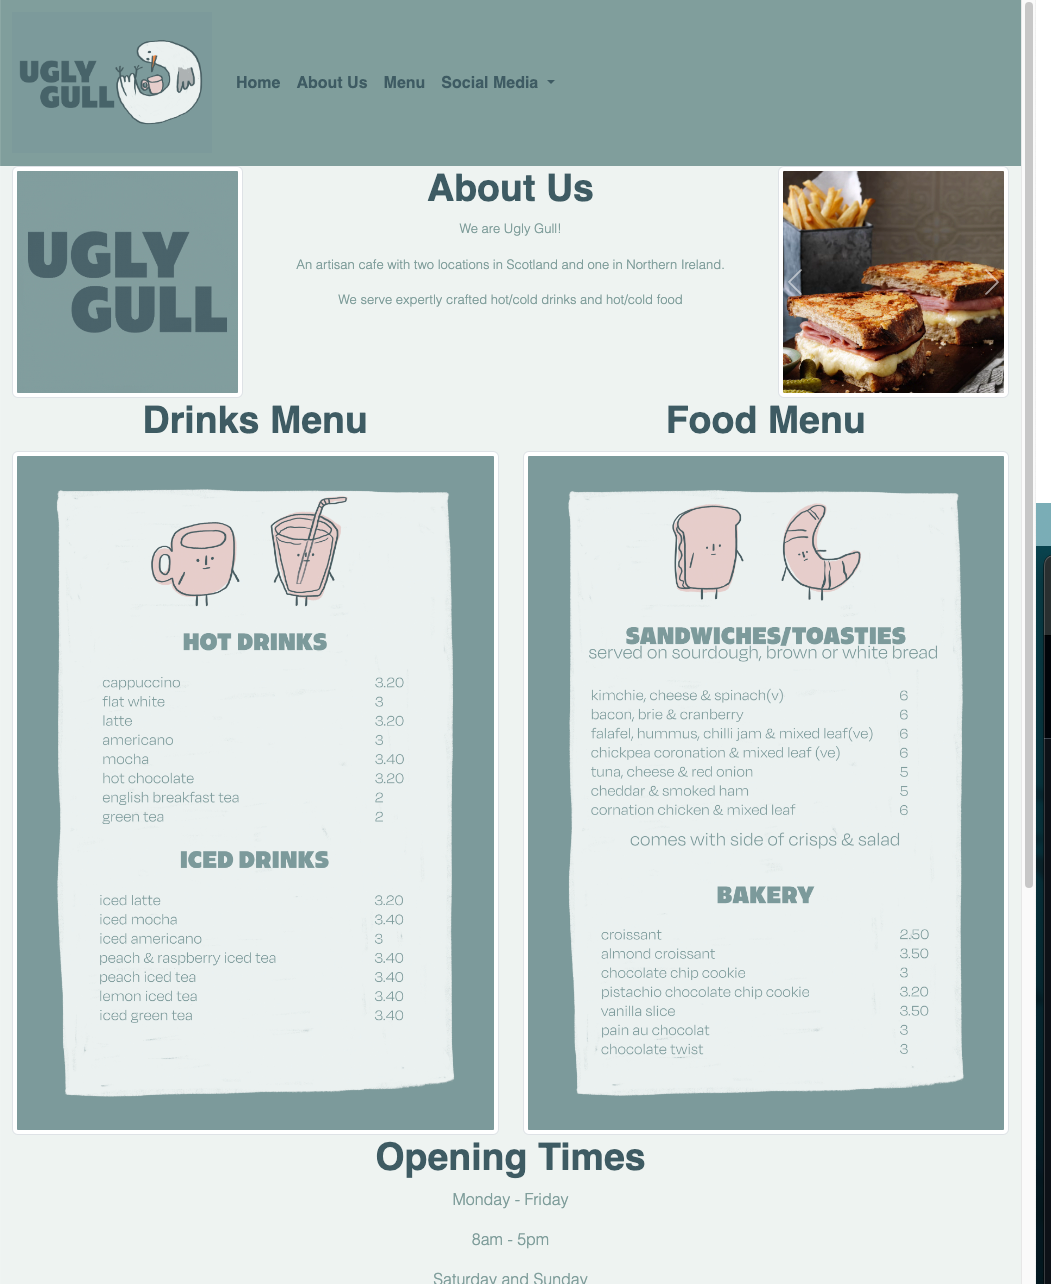 UGLY
GULL
Home About Us Menu Social Media
UGLY
GULL
About Us
We are Ugly Gull!
An artisan cafe with two locations in Scotland and one in Northern Ireland.
We serve expertly crafted hot/cold drinks and hot/cold food
Drinks Menu
HOT DRINKS
cappuccino 3.20
flat white 3
latte 3.20
americano 3
mocha 3.40
hot chocolate 3.20
english breakfast tea 2
green tea 2
ICED DRINKS
iced latte 3.20
iced mocha 3.40
iced americano 3
peach & raspberry iced tea 3.40
peach iced tea 3.40
lemon iced tea 3.40
iced green tea 3.40
Food Menu
SANDWICHES/TOASTIES
served on sourdough, brown or white bread
kimchie, cheese & spinach(v) 6
bacon, brie & cranberry 6
falafel, hummus, chilli jam & mixed leaf(ve) 6
chickpea coronation & mixed leaf (ve) 6
tuna, cheese & red onion 5
cheddar & smoked ham 5
cornation chicken & mixed leaf 6
comes with side of crisps & salad
BAKERY
croissant 2.50
almond croissant 3.50
chocolate chip cookie 3
pistachio chocolate chip cookie 3.20
vanilla slice 3.50
pain au chocolat 3
chocolate twist 3
Opening Times
Monday - Friday
8am - 5pm
Saturday and Sunday